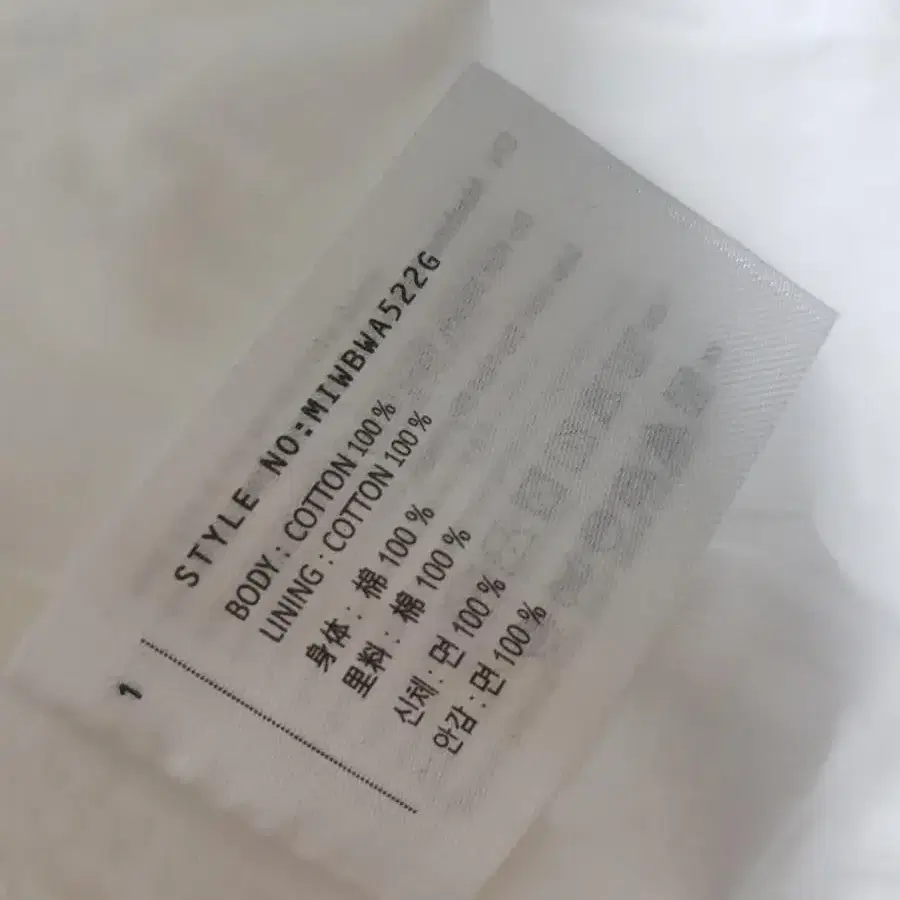 STYLE NO:MIWBWA522G
BODY : COTTON 100%
LINING : COTTON 100%
身体 : 棉 100 %
里料 : 棉 100 %
신체 : 면 100 %
안감 : 면 100 %
1